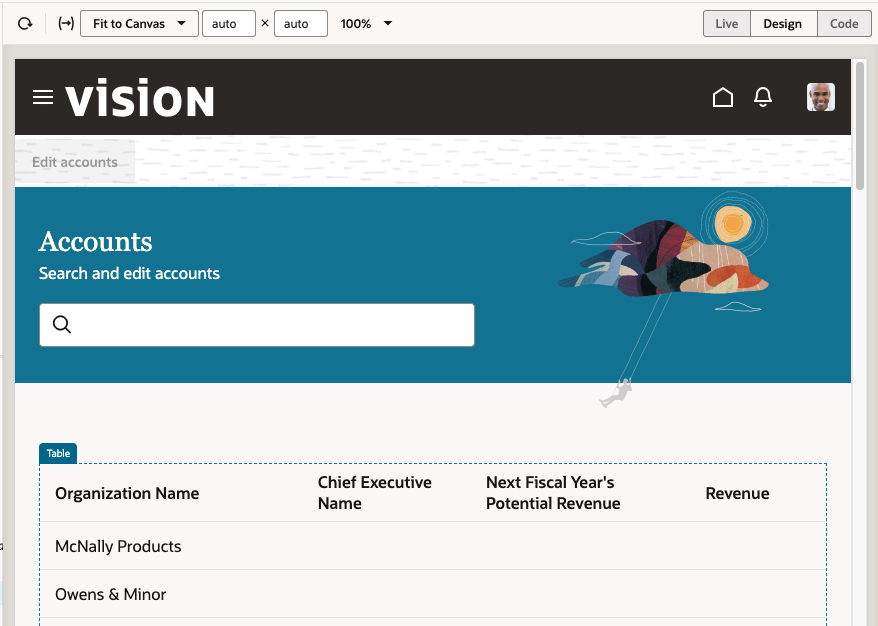 Fit to Canvas auto × auto 100% Live Design Code
vision
Edit accounts
Accounts
Search and edit accounts
Table
Organization Name
Chief Executive
Name
Next Fiscal Year's
Potential Revenue
Revenue
McNally Products
Owens & Minor